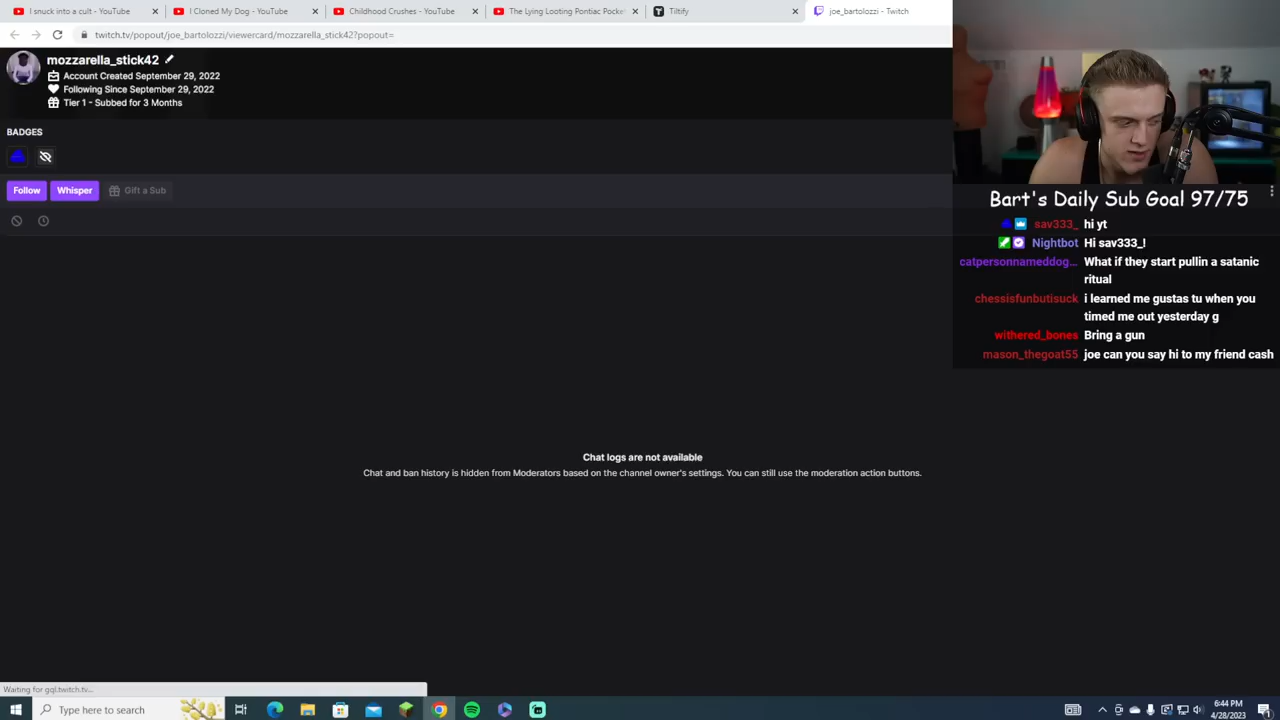 I snuck into a cult - YouTube
I Cloned My Dog - YouTube
Childhood Crushes - YouTube
The Lying Looting Pontiac Pocke
Tiltify
joe_bartolozzi - Twitch
twitch.tv/popout/joe_bartolozzi/viewercard/mozzarella_stick42?popout=
mozzarella_stick42
Account Created September 29, 2022
Following Since September 29, 2022
Tier 1 - Subbed for 3 Months
BADGES
Follow
Whisper
Gift a Sub
Bart's Daily Sub Goal 97/75
sav333_ hi yt
Nightbot Hi sav333_!
catpersonnameddog... What if they start pullin a satanic
ritual
chessisfunbutisuck i learned me gustas tu when you
timed me out yesterday g
withered_bones Bring a gun
mason_thegoat55 joe can you say hi to my friend cash
Chat logs are not available
Chat and ban history is hidden from Moderators based on the channel owner's settings. You can still use the moderation action buttons.
Waiting for gql.twitch.tv...
Type here to search
6:44 PM
4/28/2023